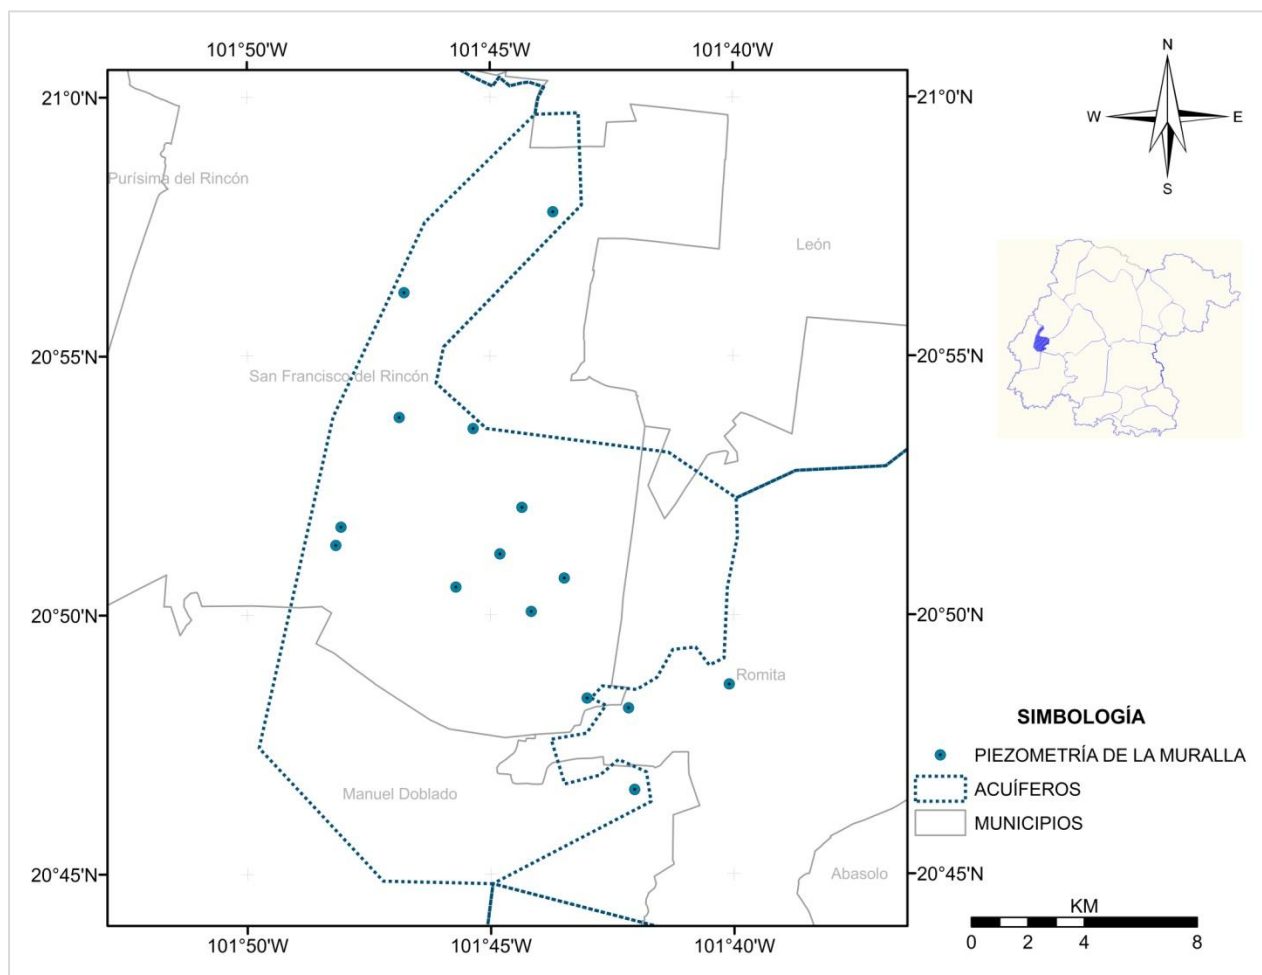 101°50'W 101°45'W 101°40'W
N
21°0'N 21°0'N
W E
S
Purísima del Rincón
León
20°55'N 20°55'N
San Francisco del Rincón
20°50'N 20°50'N
Romita
SIMBOLOGÍA
PIEZOMETRÍA DE LA MURALLA
ACUÍFEROS
MUNICIPIOS
Manuel Doblado
Abasolo
20°45'N 20°45'N
KM
0 2 4 8
101°50'W 101°45'W 101°40'W